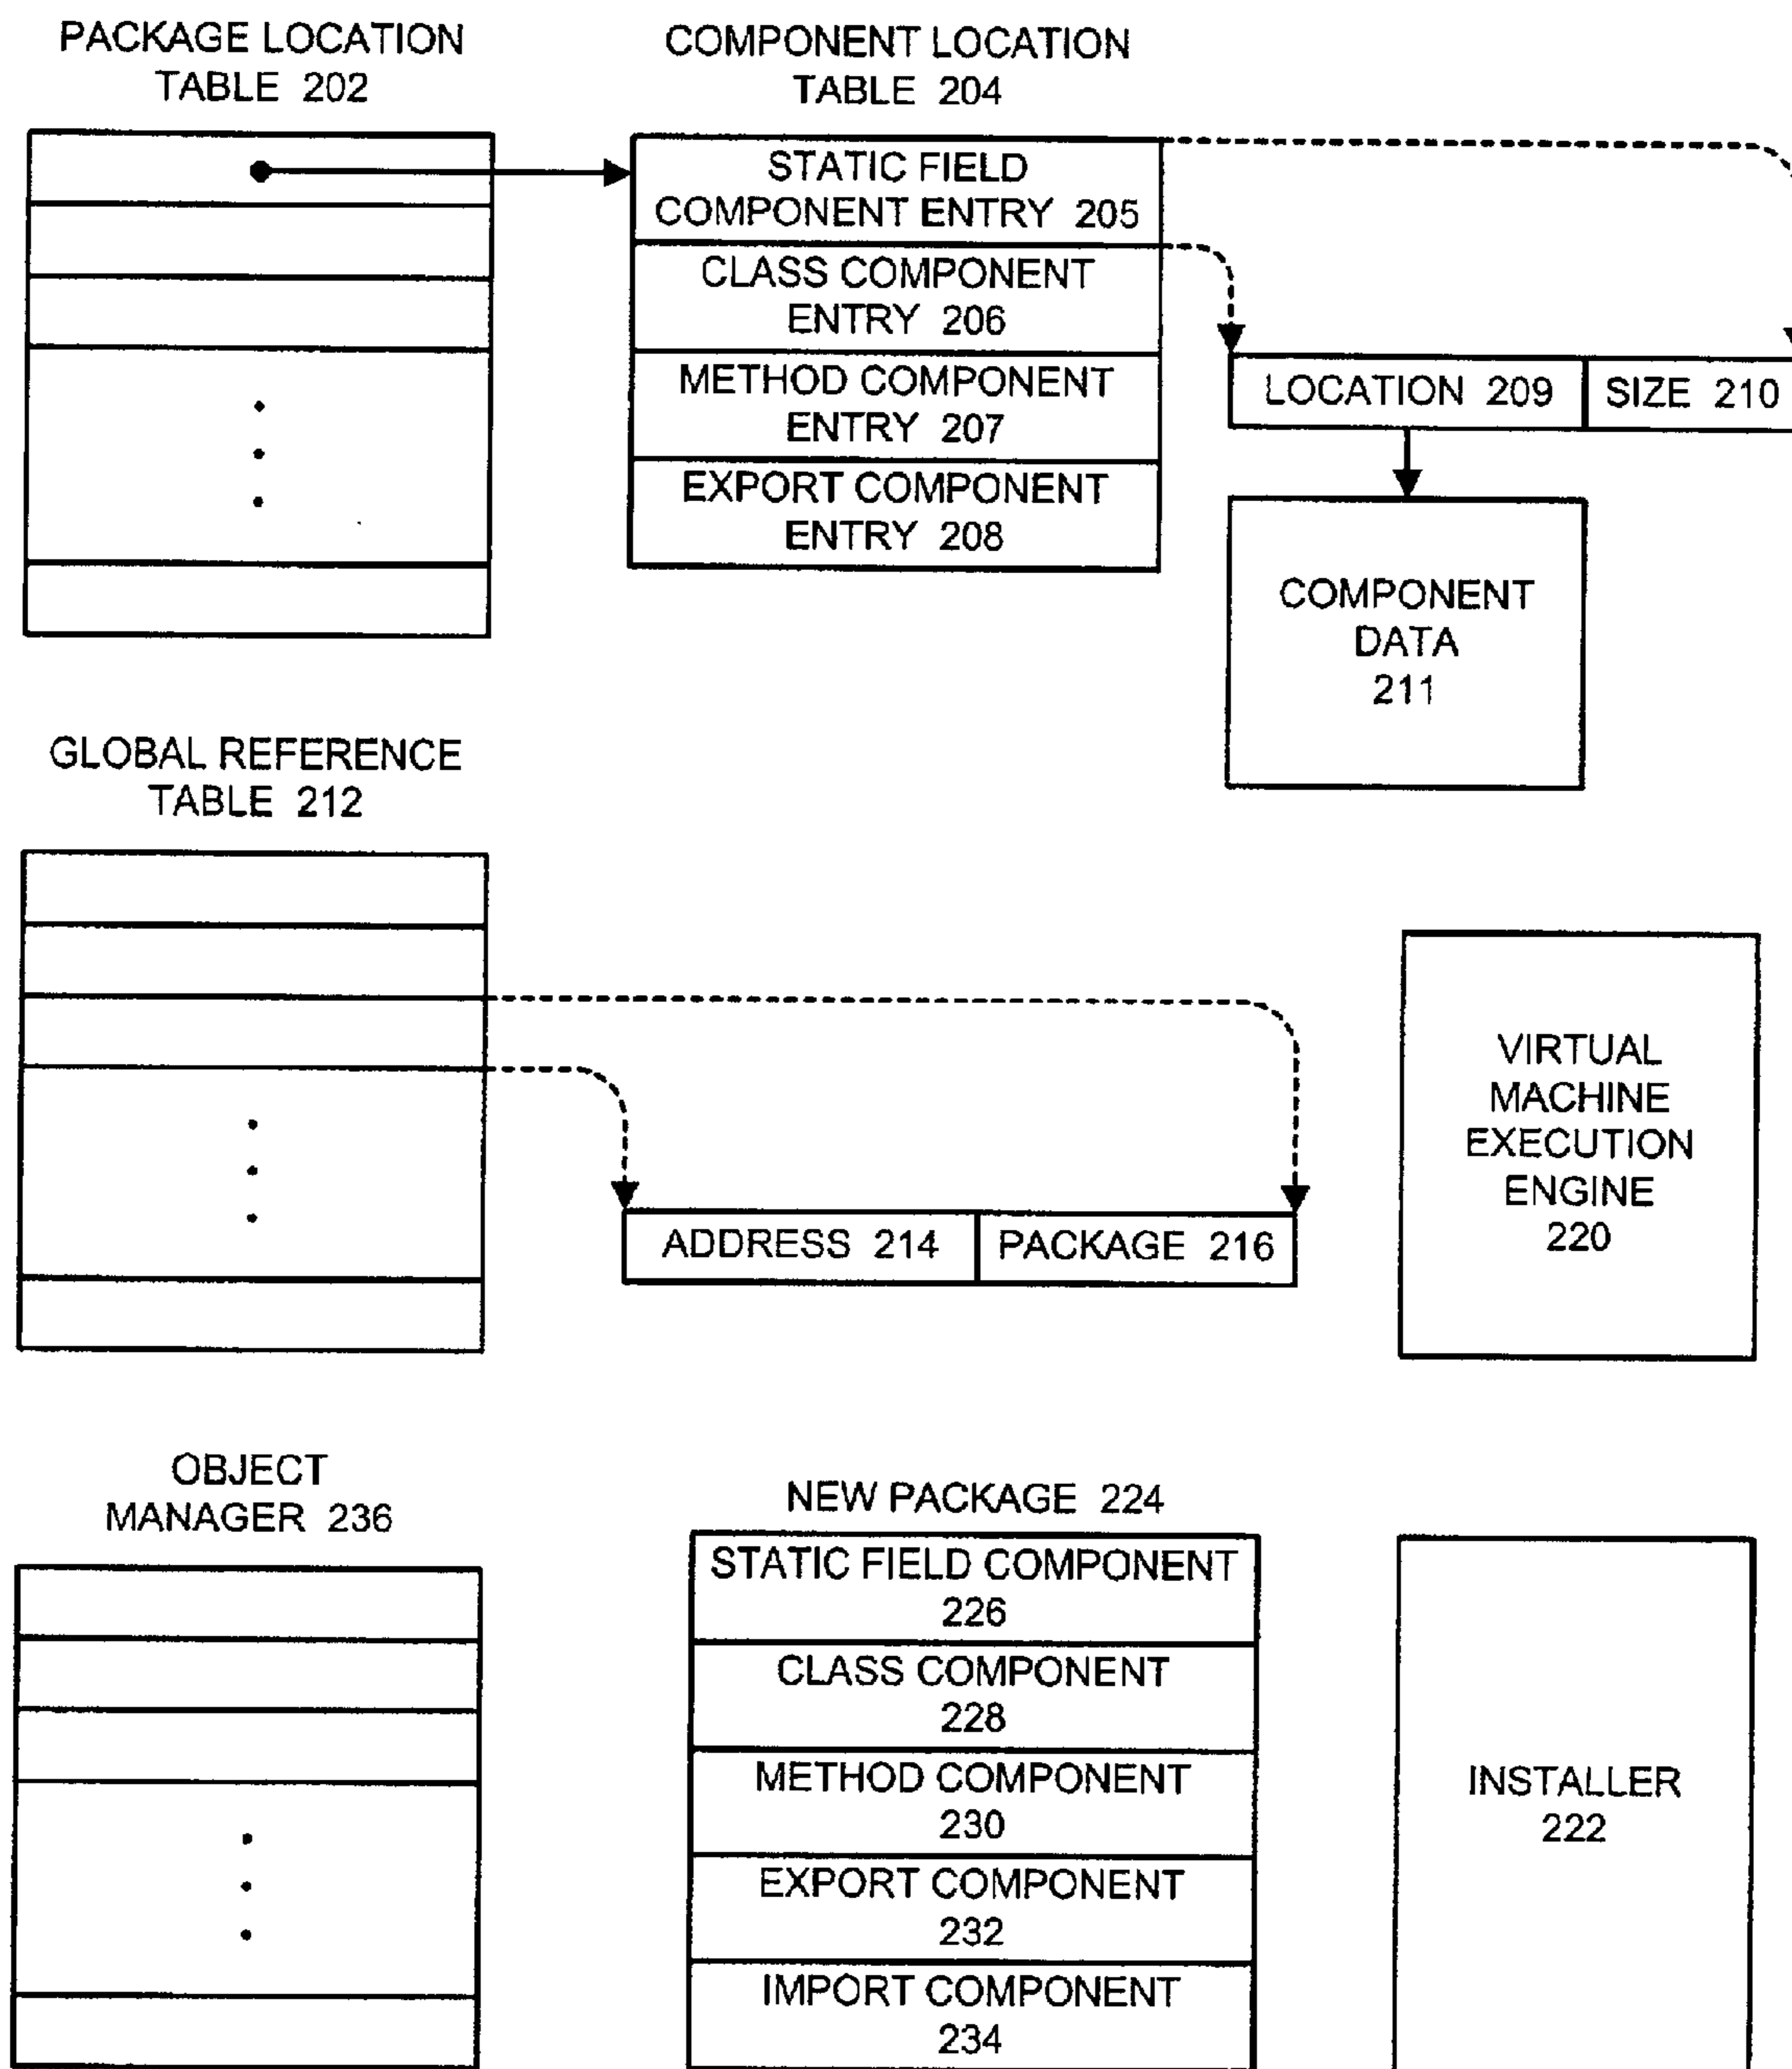 PACKAGE LOCATION
TABLE 202
COMPONENT LOCATION
TABLE 204
STATIC FIELD
COMPONENT ENTRY 205
CLASS COMPONENT
ENTRY 206
METHOD COMPONENT
ENTRY 207
EXPORT COMPONENT
ENTRY 208
LOCATION 209
SIZE 210
COMPONENT
DATA
211
GLOBAL REFERENCE
TABLE 212
ADDRESS 214
PACKAGE 216
VIRTUAL
MACHINE
EXECUTION
ENGINE
220
OBJECT
MANAGER 236
NEW PACKAGE 224
STATIC FIELD COMPONENT
226
CLASS COMPONENT
228
METHOD COMPONENT
230
EXPORT COMPONENT
232
IMPORT COMPONENT
234
INSTALLER
222